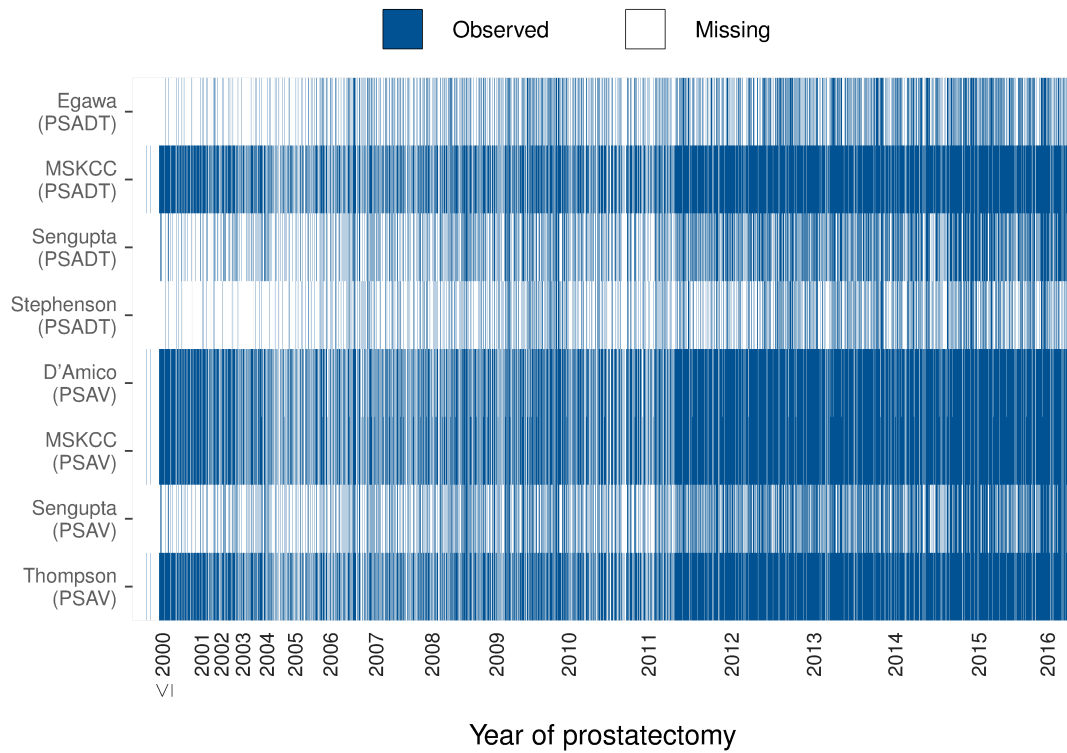 Observed Missing
Egawa
(PSADT)
MSKCC
(PSADT)
Sengupta
(PSADT)
Stephenson
(PSADT)
D'Amico
(PSAV)
MSKCC
(PSAV)
Sengupta
(PSAV)
Thompson
(PSAV)
≤ 2000 2001 2002 2003 2004 2005 2006 2007 2008 2009 2010 2011 2012 2013 2014 2015 2016
Year of prostatectomy